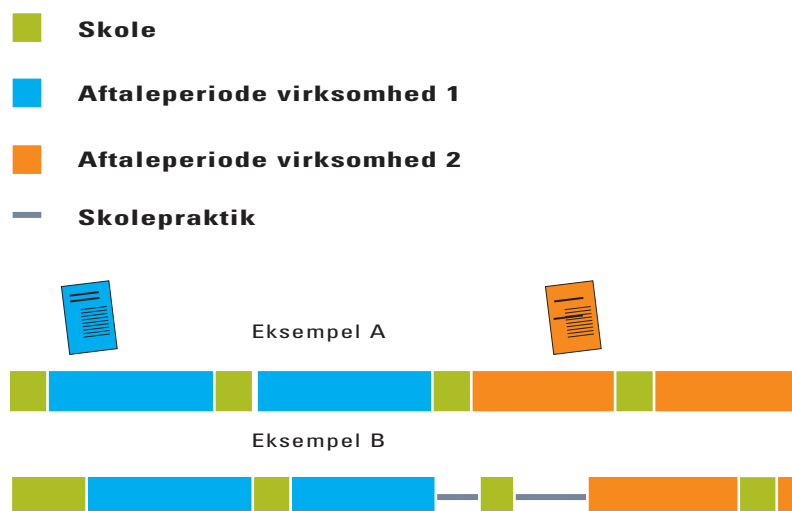 Skole
Aftaleperiode virksomhed 1
Aftaleperiode virksomhed 2
Skolepraktik
Eksempel A
Eksempel B